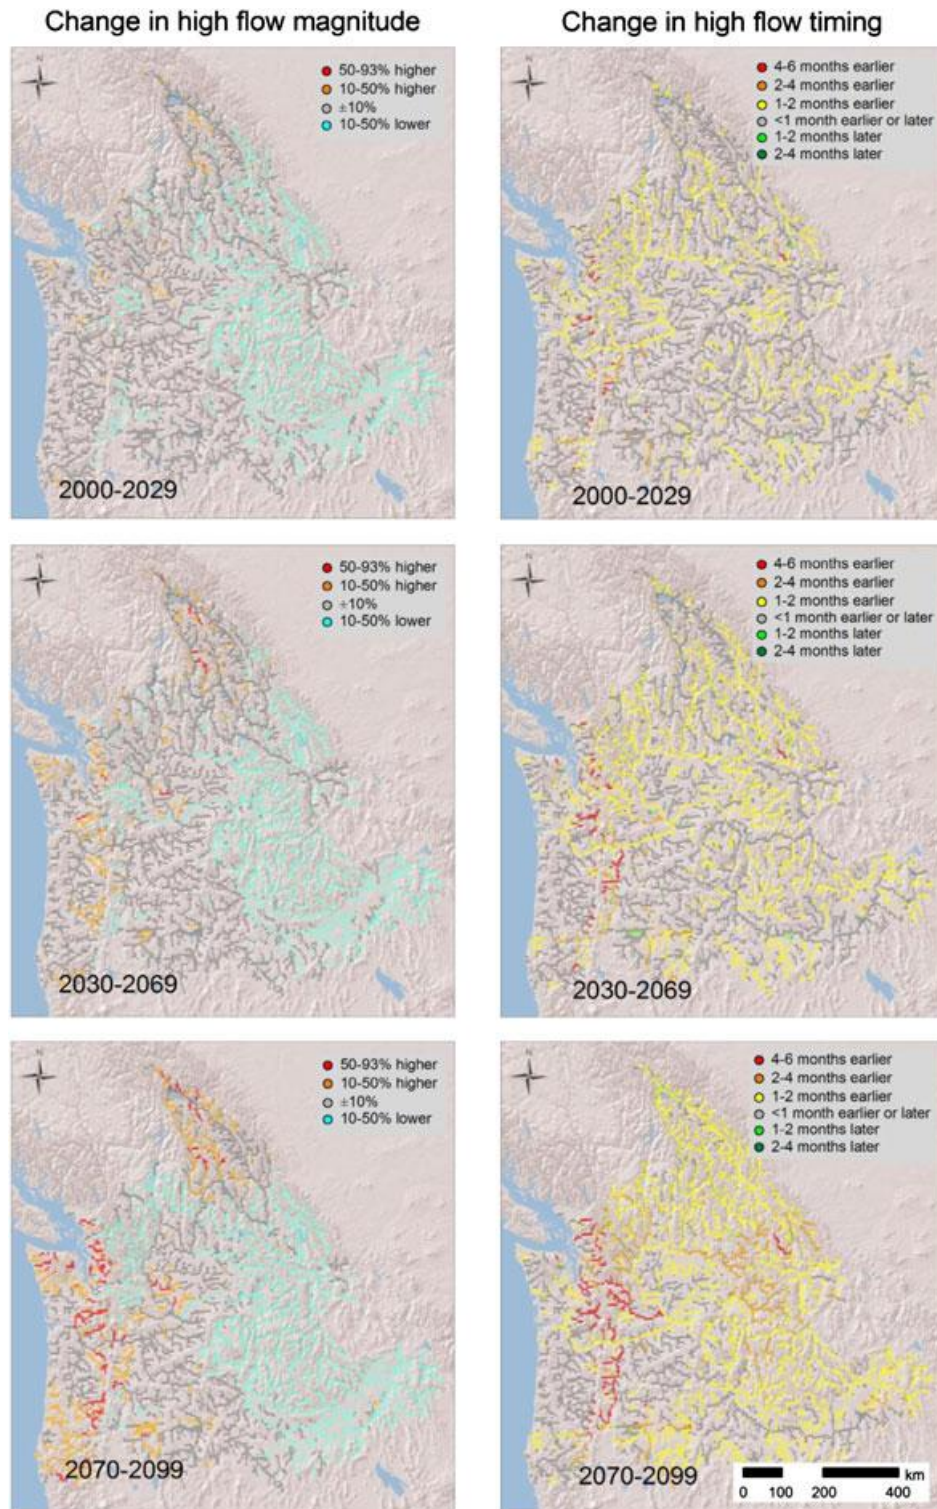 Change in high flow magnitude
Change in high flow timing
N
50-93% higher
10-50% higher
±10%
10-50% lower
2000-2029
N
4-6 months earlier
2-4 months earlier
1-2 months earlier
<1 month earlier or later
1-2 months later
2-4 months later
2000-2029
N
50-93% higher
10-50% higher
±10%
10-50% lower
2030-2069
N
4-6 months earlier
2-4 months earlier
1-2 months earlier
<1 month earlier or later
1-2 months later
2-4 months later
2030-2069
N
50-93% higher
10-50% higher
±10%
10-50% lower
2070-2099
N
4-6 months earlier
2-4 months earlier
1-2 months earlier
<1 month earlier or later
1-2 months later
2-4 months later
2070-2099
km
0 100 200 400